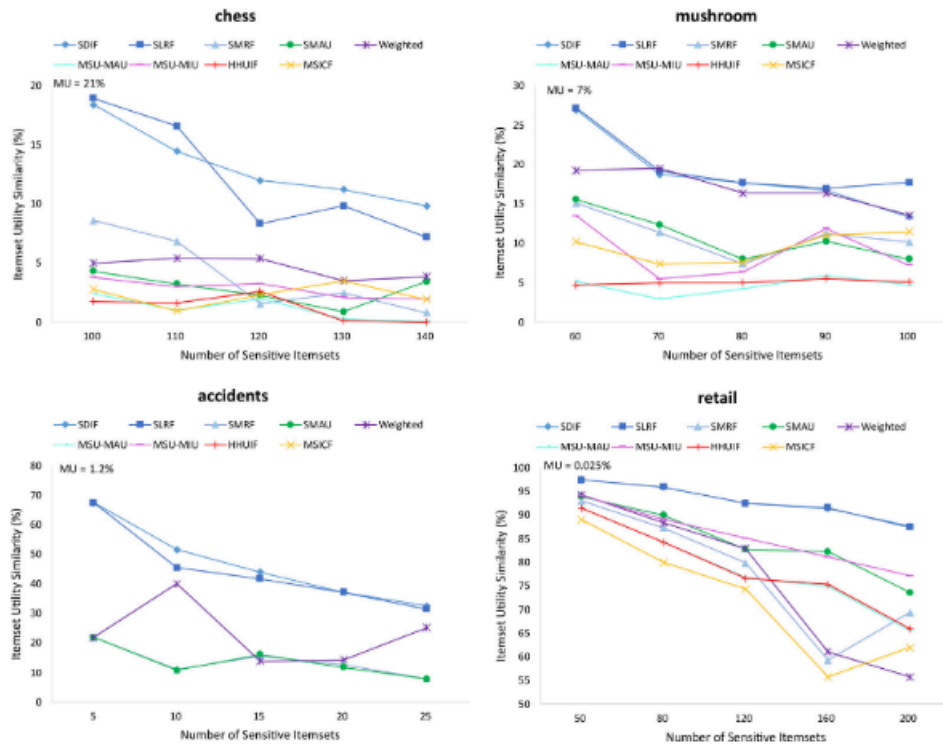 chess
SDIF SLRF SMRF SMAU Weighted
MSU-MAU MSU-MIU HHUIF MSICF
MU = 21%
Itemset Utility Similarity (%)
20
15
10
5
0
100 110 120 130 140
Number of Sensitive Itemsets
mushroom
SDIF SLRF SMRF SMAU Weighted
MSU-MAU MSU-MIU HHUIF MSICF
MU = 7%
Itemset Utility Similarity (%)
30
25
20
15
10
5
0
60 70 80 90 100
Number of Sensitive Itemsets
accidents
SDIF SLRF SMRF SMAU Weighted
MSU-MAU MSU-MIU HHUIF MSICF
MU = 1.2%
Itemset Utility Similarity (%)
80
70
60
50
40
30
20
10
0
5 10 15 20 25
Number of Sensitive Itemsets
retail
SDIF SLRF SMRF SMAU Weighted
MSU-MAU MSU-MIU HHUIF MSICF
MU = 0.025%
Itemset Utility Similarity (%)
100
95
90
85
80
75
70
65
60
55
50
50 80 120 160 200
Number of Sensitive Itemsets